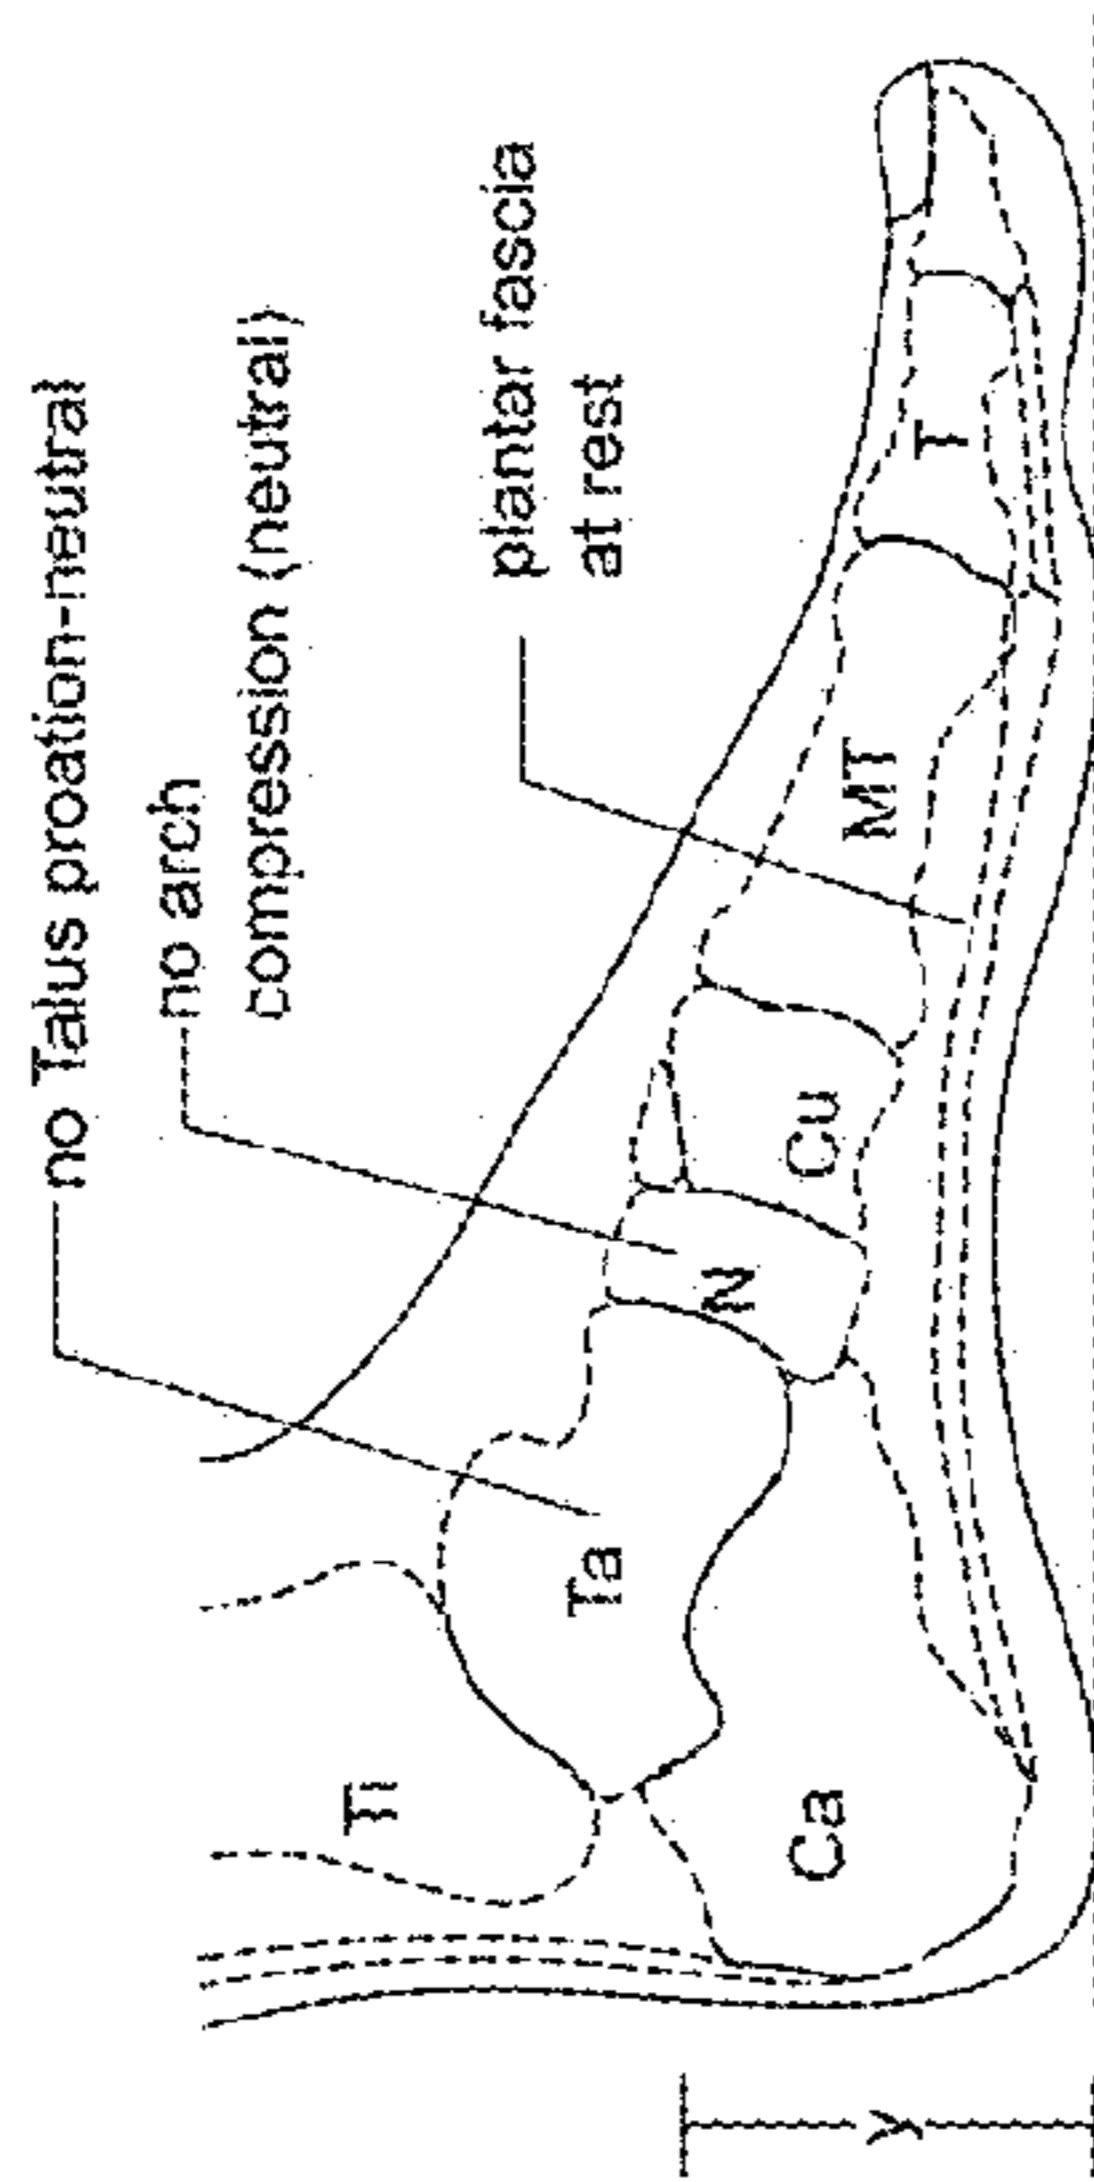 no Talus proation-neutral
no arch
compression (neutral)
plantar fascia
at rest
Ti
Ta
N
Cu
MT
T
Ca
y